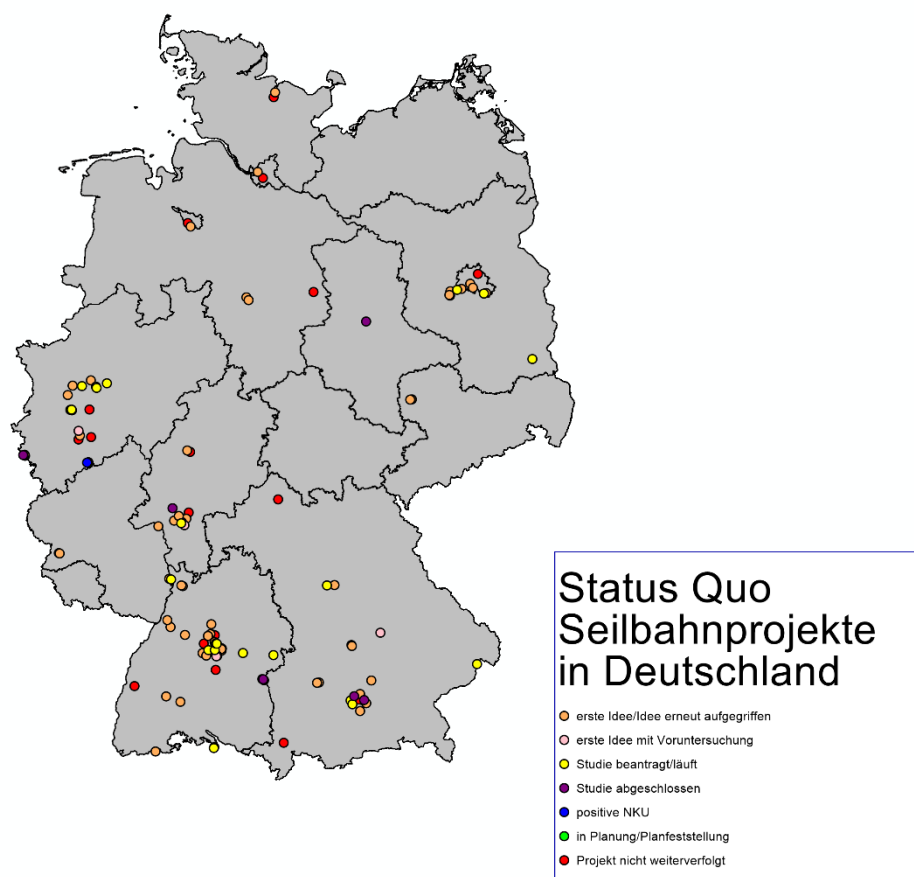 Status Quo
Seilbahnprojekte
in Deutschland
erste Idee/Idee erneut aufgegriffen
erste Idee mit Voruntersuchung
Studie beantragt/läuft
Studie abgeschlossen
positive NKU
in Planung/Planfeststellung
Projekt nicht weiterverfolgt